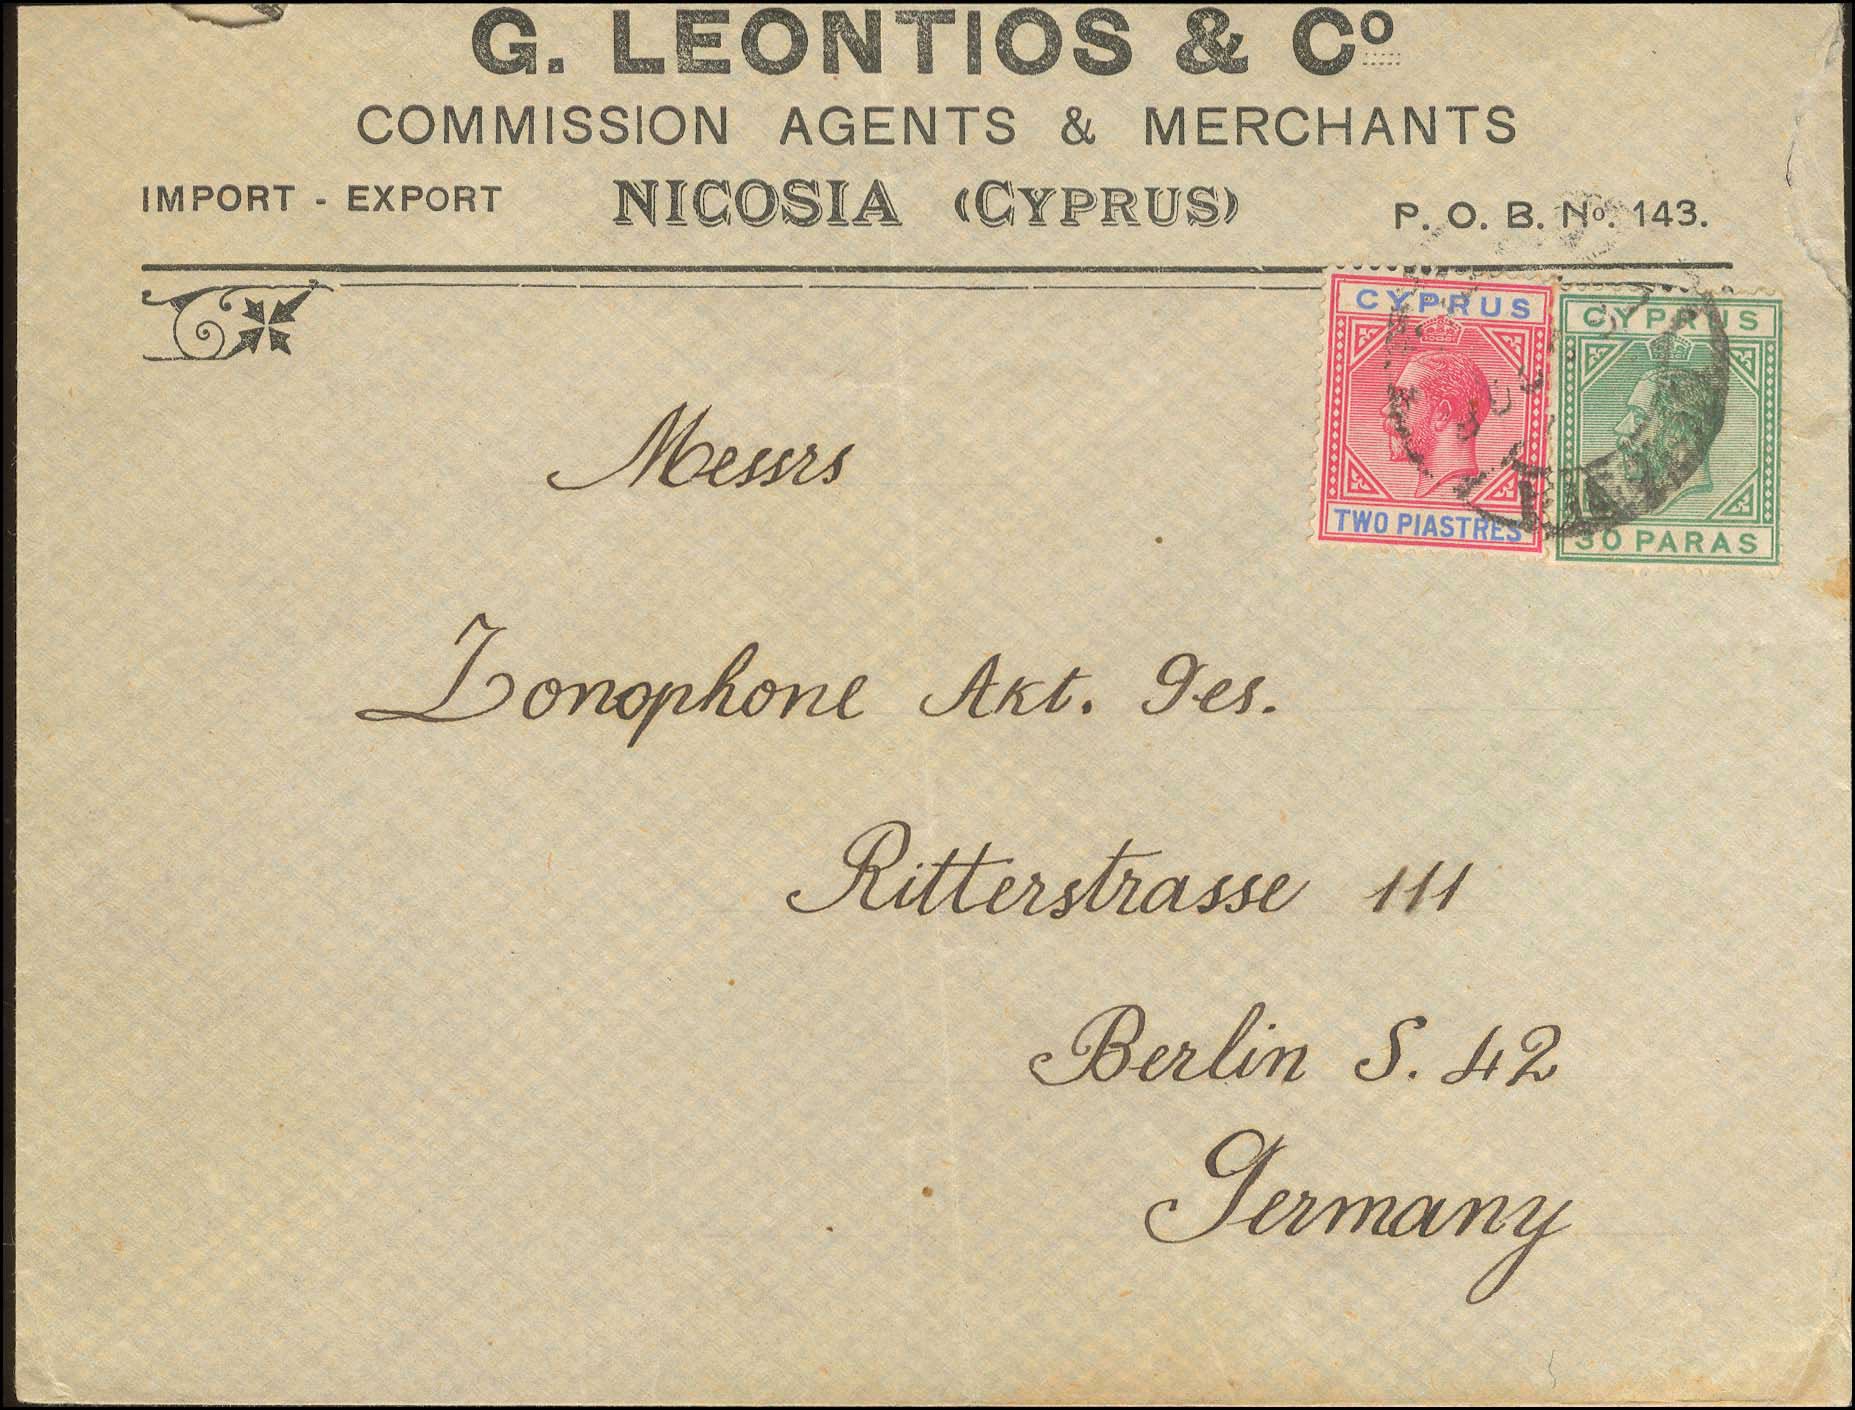 G. LEONTIOS & Cº
COMMISSION AGENTS & MERCHANTS
IMPORT - EXPORT NICOSIA (CYPRUS) P. O. B. Nº. 143.
CYPRUS
TWO PIASTRES
CYPRUS
30 PARAS
Messrs
Zonophone Akt. Ges.
Ritterstrasse 111
Berlin S. 42
Germany